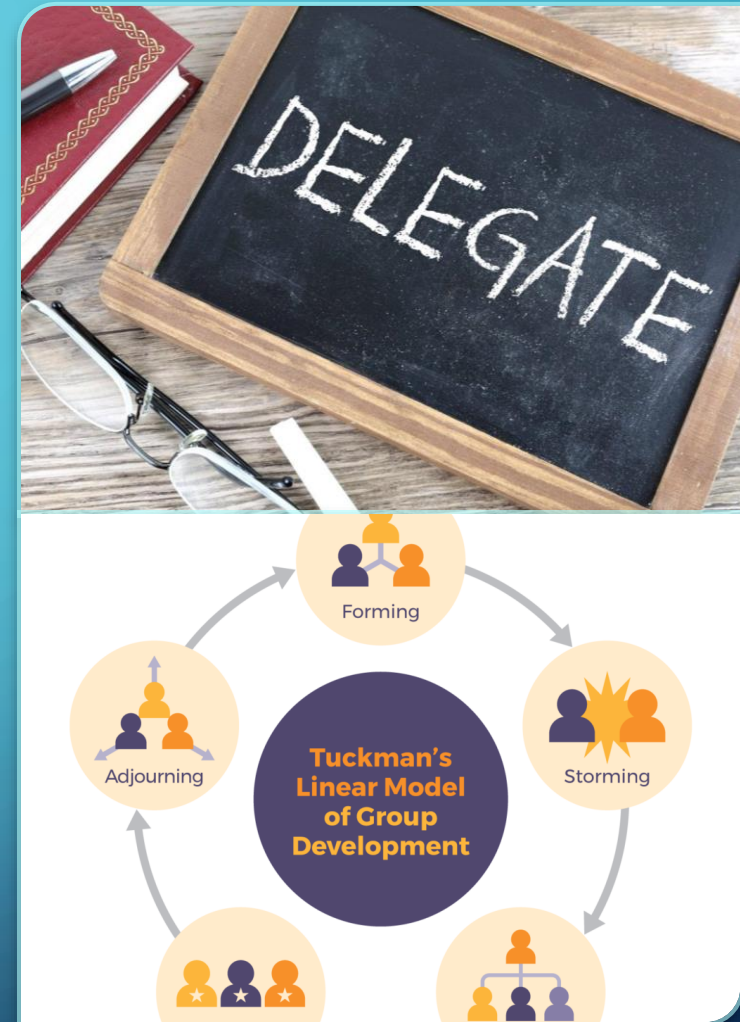 DELEGATE
Forming
Adjourning
Storming
Tuckman's
Linear Model
of Group
Development